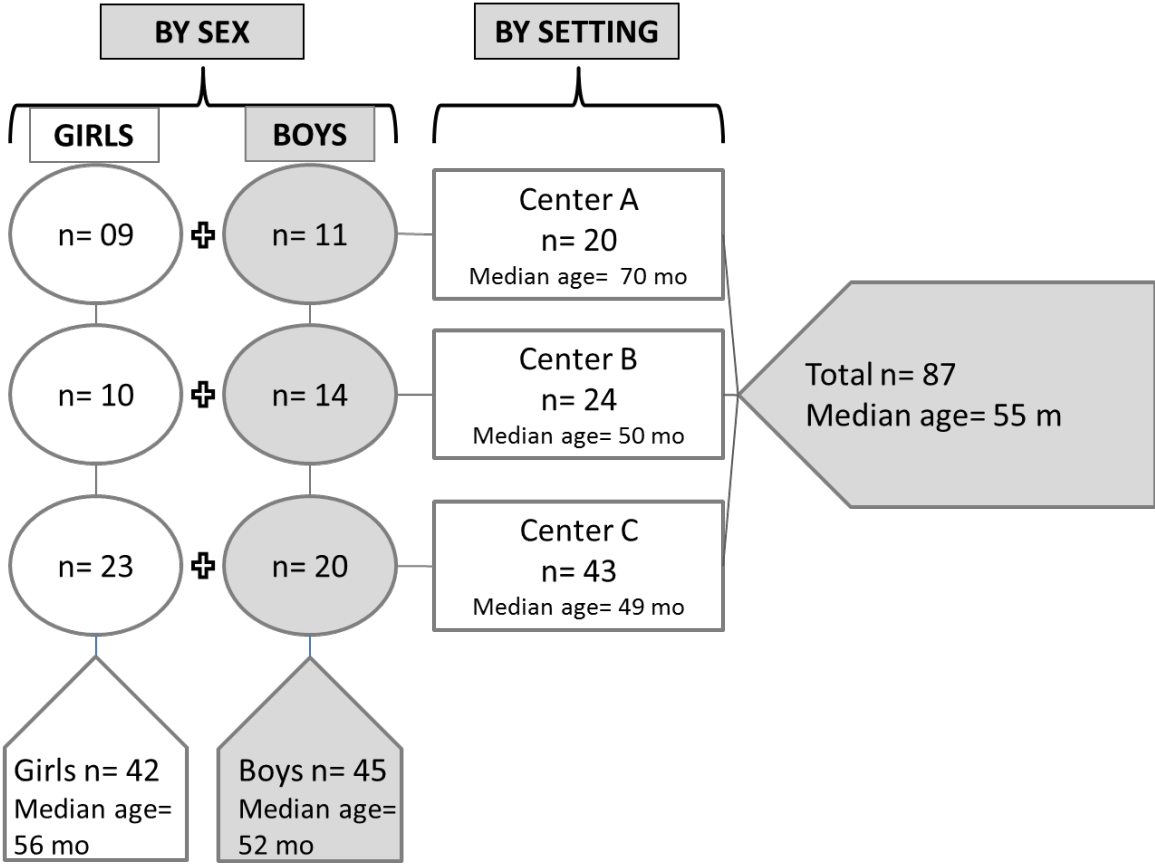 BY SEX
BY SETTING
GIRLS
BOYS
n= 09
n= 11
Center A
n= 20
Median age=  70 mo
n= 10
n= 14
Center B
n= 24
Median age= 50 mo
n= 23
n= 20
Center C
n= 43
Median age= 49 mo
Total n= 87
Median age= 55 m
Girls n= 42
Median age=
56 mo
Boys n= 45
Median age=
52 mo